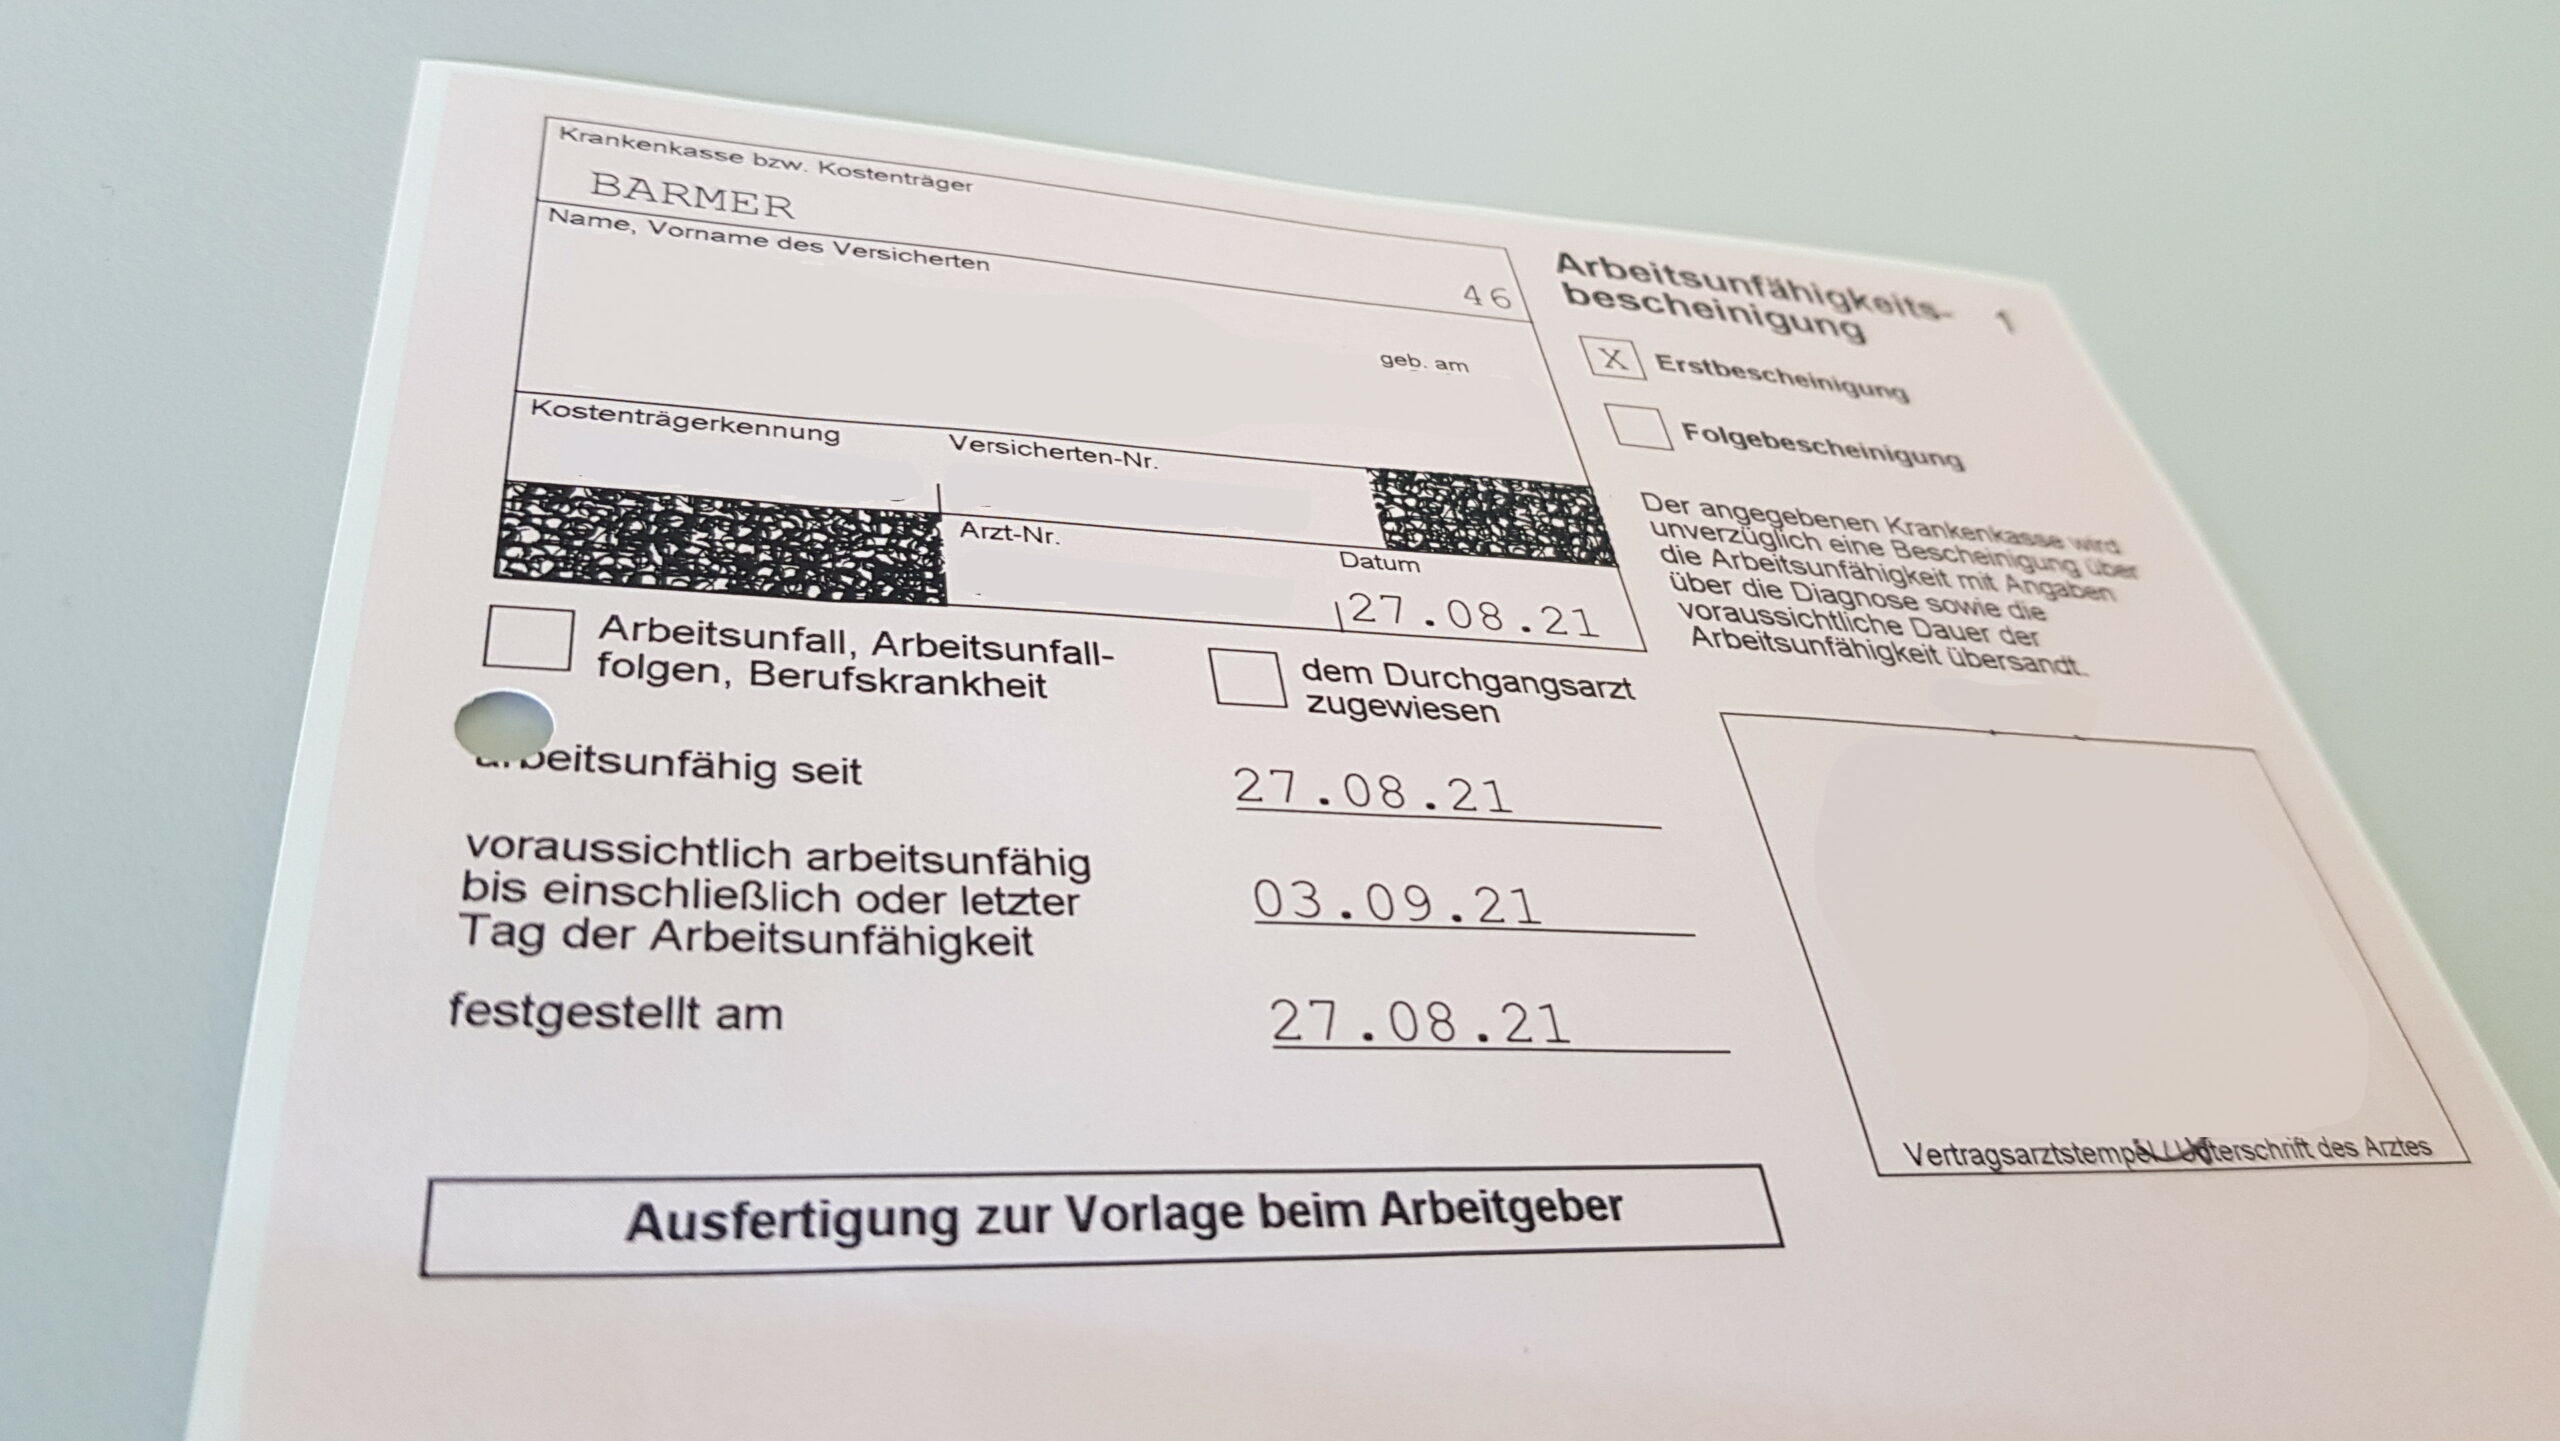 Krankenkasse bzw. Kostenträger
BARMER
46
Name, Vorname des Versicherten
geb. am
Kostenträgerkennung
Versicherten-Nr.
Arzt-Nr.
Datum
27.08.21
Arbeitsunfähigkeits-
bescheinigung
1
X Erstbescheinigung
Folgebescheinigung
Der angegebenen Krankenkasse wird
unverzüglich eine Bescheinigung über
die Arbeitsunfähigkeit mit Angaben
über die Diagnose sowie die
voraussichtliche Dauer der
Arbeitsunfähigkeit übersandt.
Arbeitsunfall, Arbeitsunfall-
folgen, Berufskrankheit
dem Durchgangsarzt
zugewiesen
arbeitsunfähig seit
27.08.21
voraussichtlich arbeitsunfähig
bis einschließlich oder letzter
Tag der Arbeitsunfähigkeit
03.09.21
festgestellt am
27.08.21
Vertragsarztstempel / Unterschrift des Arztes
Ausfertigung zur Vorlage beim Arbeitgeber